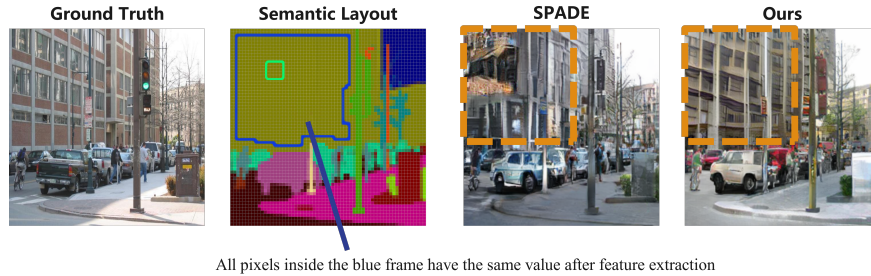 Ground Truth
Semantic Layout
SPADE
Ours
All pixels inside the blue frame have the same value after feature extraction